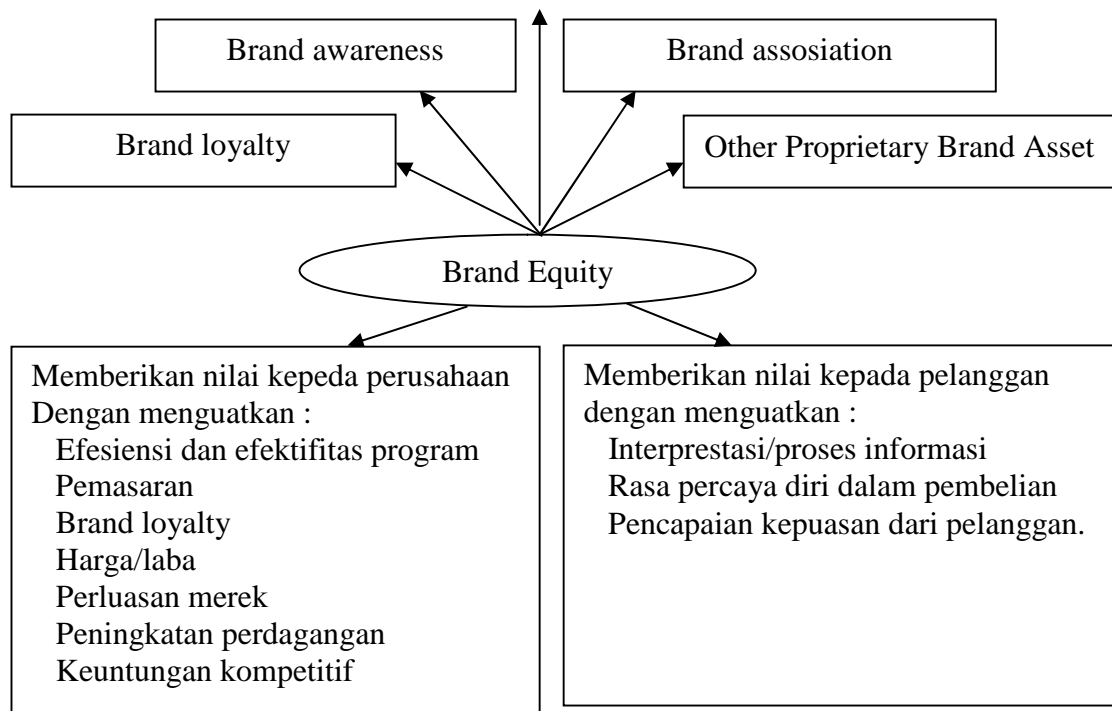 Brand awareness
Brand assosiation
Brand loyalty
Other Proprietary Brand Asset
Brand Equity
Memberikan nilai kepeda perusahaan
Dengan menguatkan :
Efesiensi dan efektifitas program
Pemasaran
Brand loyalty
Harga/laba
Perluasan merek
Peningkatan perdagangan
Keuntungan kompetitif
Memberikan nilai kepada pelanggan
dengan menguatkan :
Interprestasi/proses informasi
Rasa percaya diri dalam pembelian
Pencapaian kepuasan dari pelanggan.